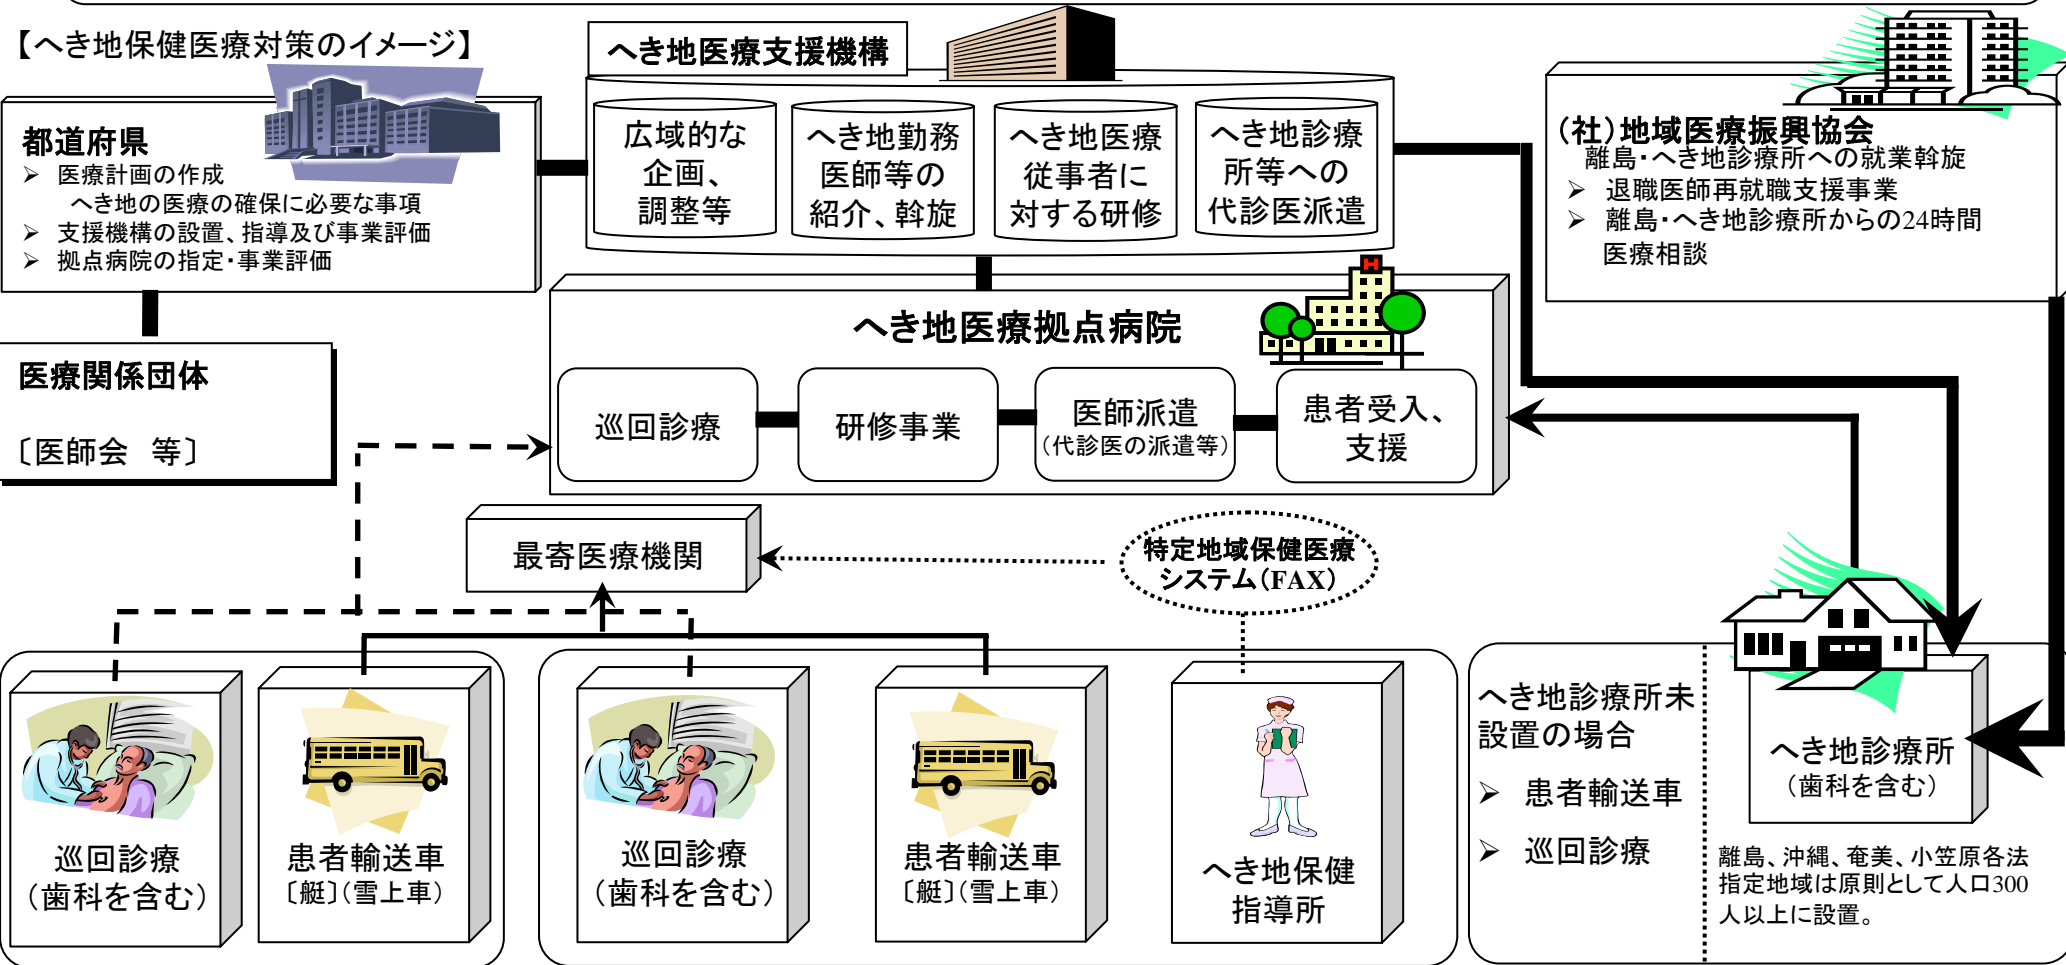 【へき地保健医療対策のイメージ】
へき地医療支援機構
都道府県
➢ 医療計画の作成
へき地の医療の確保に必要な事項
➢ 支援機構の設置、指導及び事業評価
➢ 拠点病院の指定・事業評価
広域的な
企画、
調整等
へき地勤務
医師等の
紹介、斡旋
へき地医療
従事者に
対する研修
へき地診療
所等への
代診医派遣
(社)地域医療振興協会
離島・へき地診療所への就業斡旋
➢ 退職医師再就職支援事業
➢ 離島・へき地診療所からの24時間
医療相談
医療関係団体
〔医師会 等〕
へき地医療拠点病院
巡回診療
研修事業
医師派遣
(代診医の派遣等)
患者受入、
支援
最寄医療機関
特定地域保健医療
システム(FAX)
巡回診療
(歯科を含む)
患者輸送車
〔艇〕(雪上車)
巡回診療
(歯科を含む)
患者輸送車
〔艇〕(雪上車)
へき地保健
指導所
へき地診療所未
設置の場合
➢ 患者輸送車
➢ 巡回診療
へき地診療所
(歯科を含む)
離島、沖縄、奄美、小笠原各法
指定地域は原則として人口300
人以上に設置。